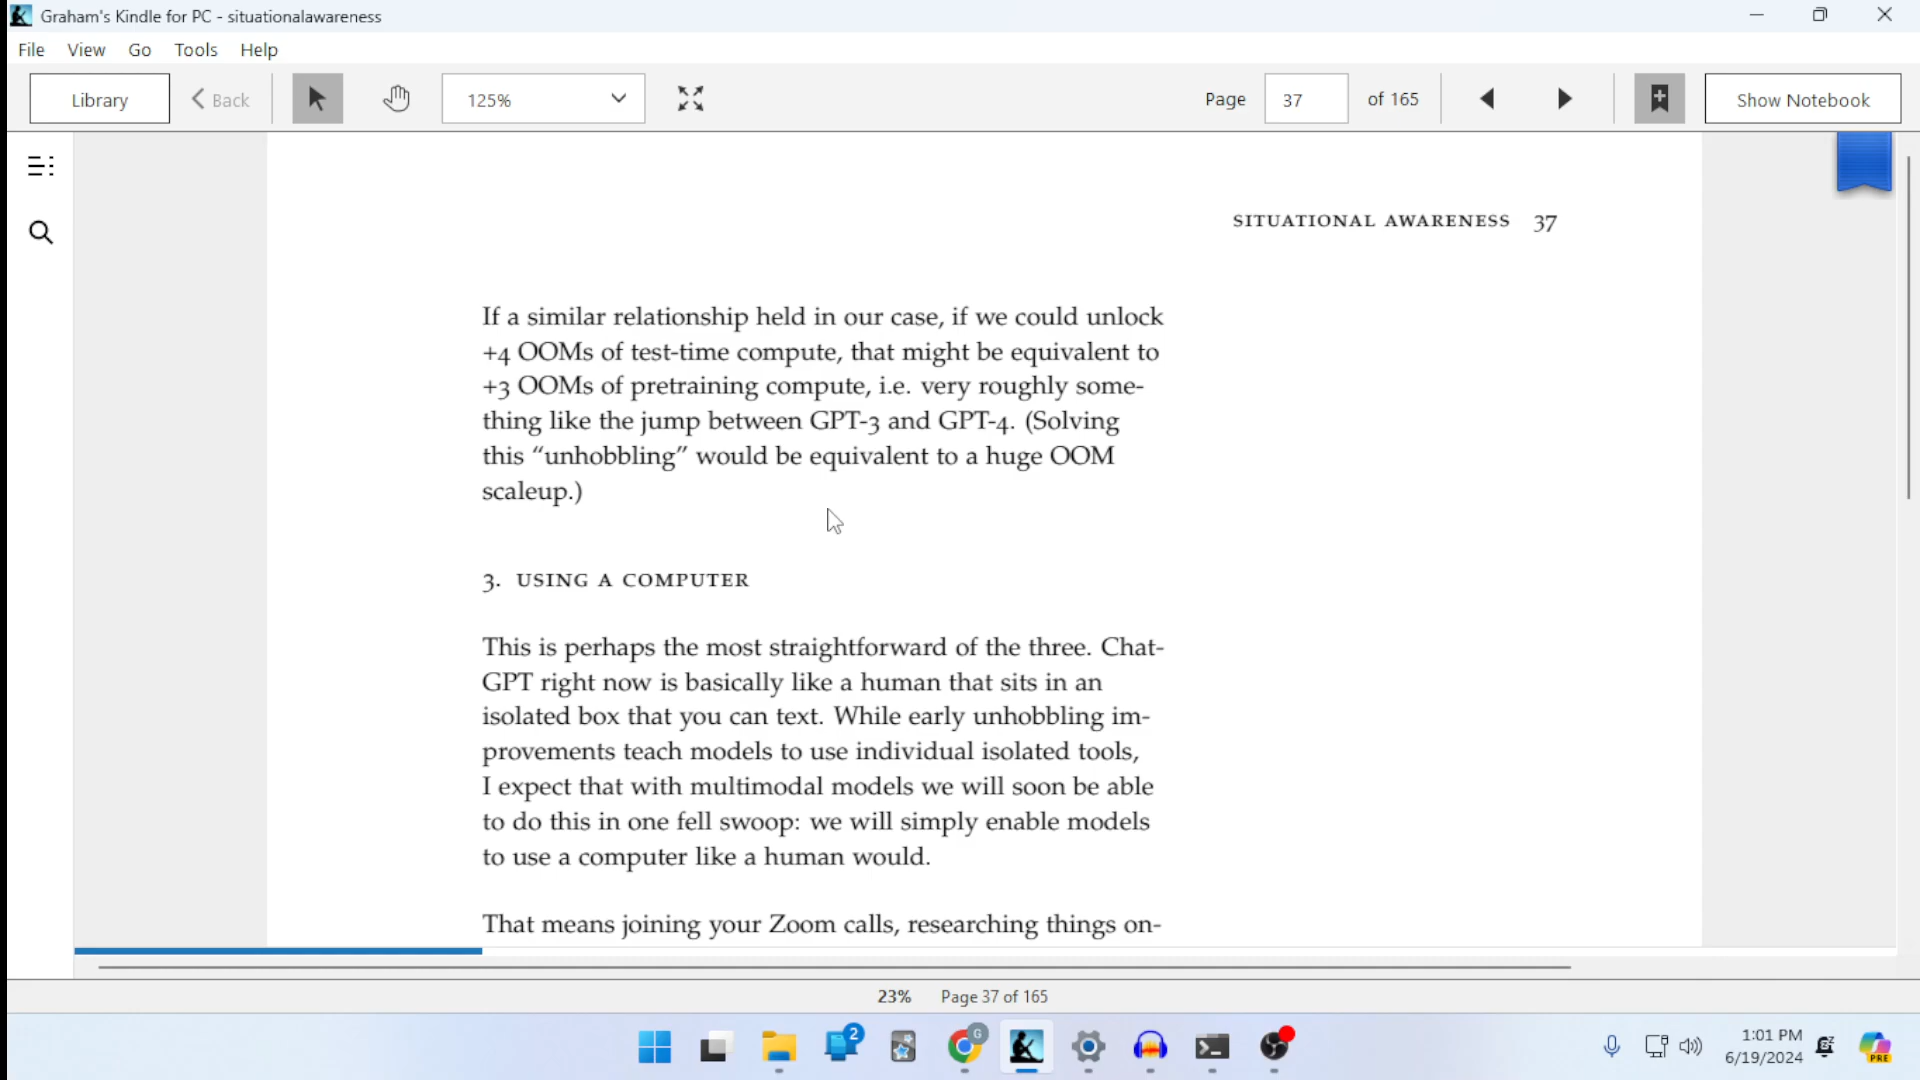 Graham's Kindle for PC - situationalawareness
File View Go Tools Help
Library Back 125% Page 37 of 165 Show Notebook
SITUATIONAL AWARENESS 37
If a similar relationship held in our case, if we could unlock
+4 OOMs of test-time compute, that might be equivalent to
+3 OOMs of pretraining compute, i.e. very roughly some-
thing like the jump between GPT-3 and GPT-4. (Solving
this “unhobbling” would be equivalent to a huge OOM
scaleup.)
3. USING A COMPUTER
This is perhaps the most straightforward of the three. Chat-
GPT right now is basically like a human that sits in an
isolated box that you can text. While early unhobbling im-
provements teach models to use individual isolated tools,
I expect that with multimodal models we will soon be able
to do this in one fell swoop: we will simply enable models
to use a computer like a human would.
That means joining your Zoom calls, researching things on-
23% Page 37 of 165
2
G
1:01 PM
6/19/2024
PRE